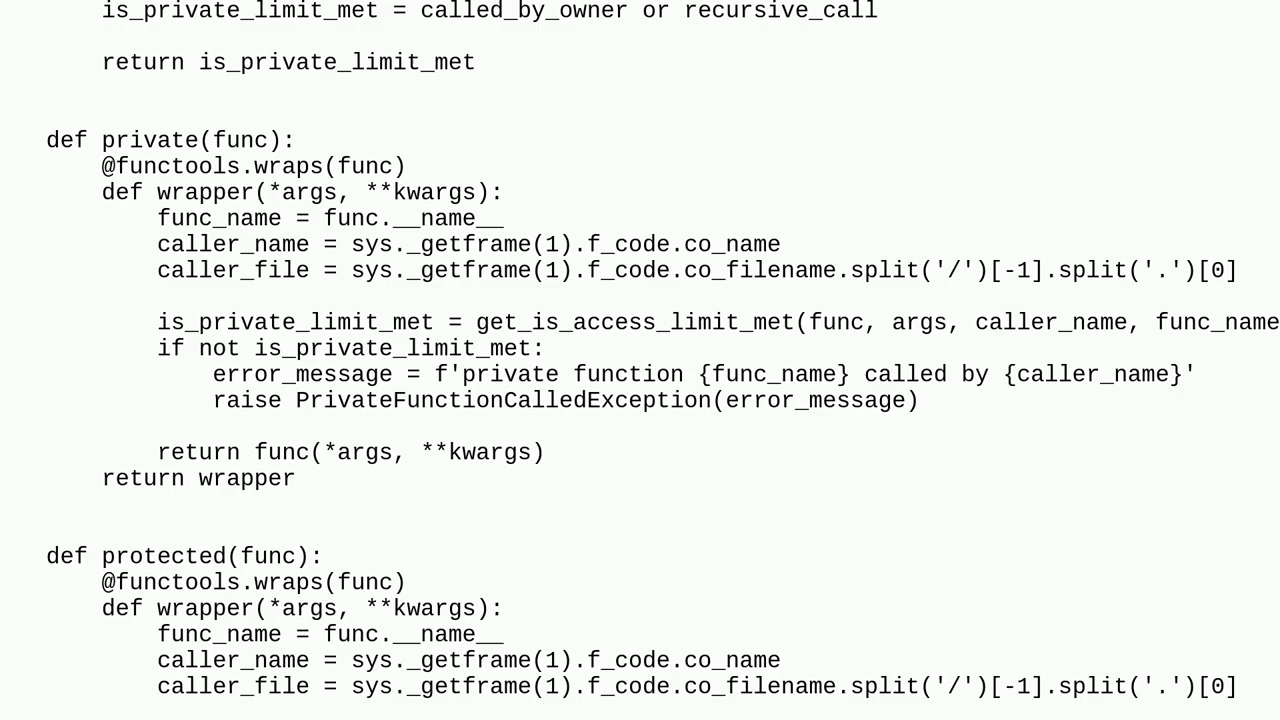 is_private_limit_met = called_by_owner or recursive_call
return is_private_limit_met
def private(func):
@functools.wraps(func)
def wrapper(*args, **kwargs):
func_name = func.__name__
caller_name = sys._getframe(1).f_code.co_name
caller_file = sys._getframe(1).f_code.co_filename.split('/')[-1].split('.')[0]
is_private_limit_met = get_is_access_limit_met(func, args, caller_name, func_name
if not is_private_limit_met:
error_message = f'private function {func_name} called by {caller_name}'
raise PrivateFunctionCalledException(error_message)
return func(*args, **kwargs)
return wrapper
def protected(func):
@functools.wraps(func)
def wrapper(*args, **kwargs):
func_name = func.__name__
caller_name = sys._getframe(1).f_code.co_name
caller_file = sys._getframe(1).f_code.co_filename.split('/')[-1].split('.')[0]